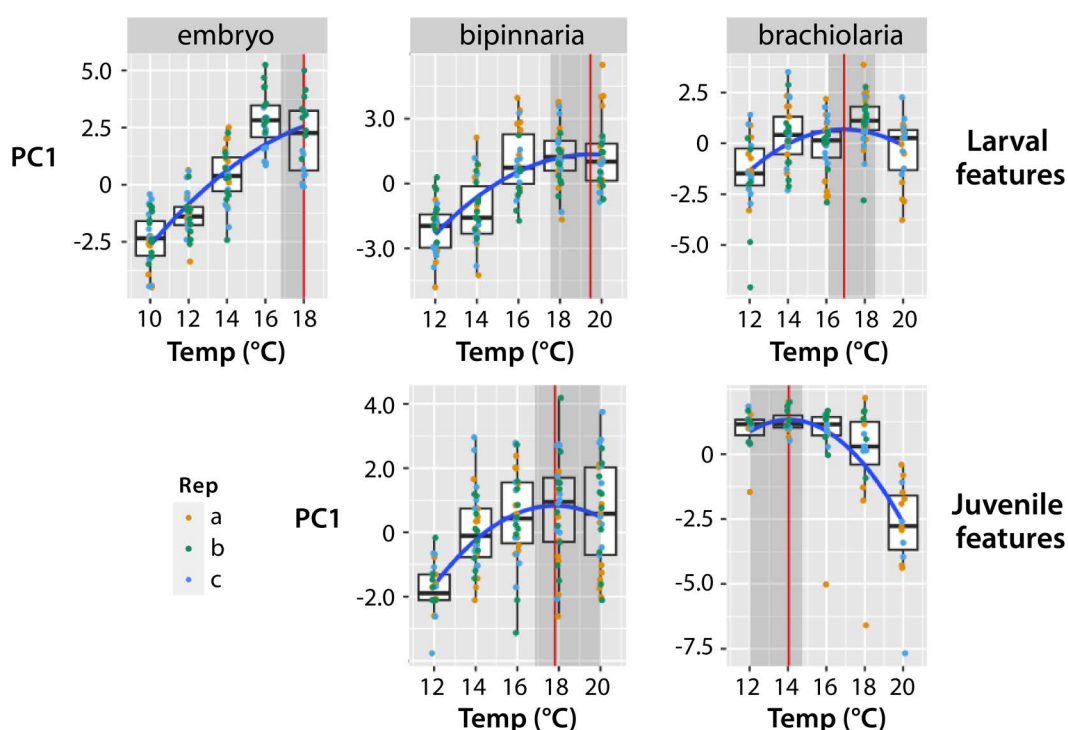 embryo bipinnaria brachiolaria
PC1
5.0
2.5
0
-2.5
10 12 14 16 18
Temp (°C)
3.0
0
-3.0
12 14 16 18 20
Temp (°C)
2.5
0
-2.5
-5.0
12 14 16 18 20
Temp (°C)
Larval
features
Rep
a
b
c
PC1
4.0
2.0
0
-2.0
12 14 16 18 20
Temp (°C)
0
-2.5
-5.0
-7.5
12 14 16 18 20
Temp (°C)
Juvenile
features